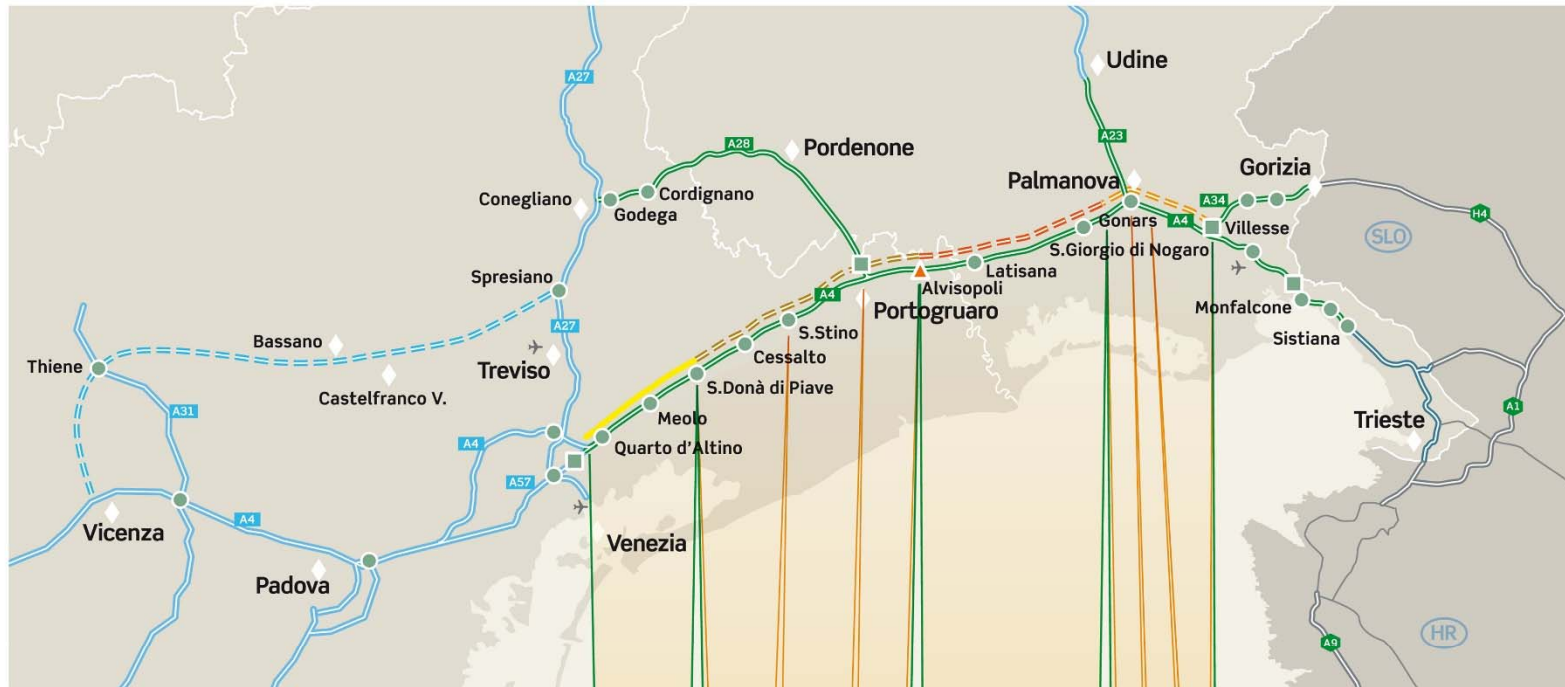 A27
Udine
A23
A28
Pordenone
Gorizia
Palmanova
Conegliano
Cordignano
Godega
A34
H4
Gonars
A4
Villesse
SLO
S.Giorgio di Nogaro
Spresiano
Latisana
Alvisopoli
A4
Portogruaro
Monfalcone
A27
S.Stino
Sistiana
Bassano
Cessalto
Thiene
Treviso
S.Donà di Piave
Castelfranco V.
A31
Meolo
A1
Trieste
A4
Quarto d'Altino
A57
Vicenza
A4
Venezia
Padova
HR
A9